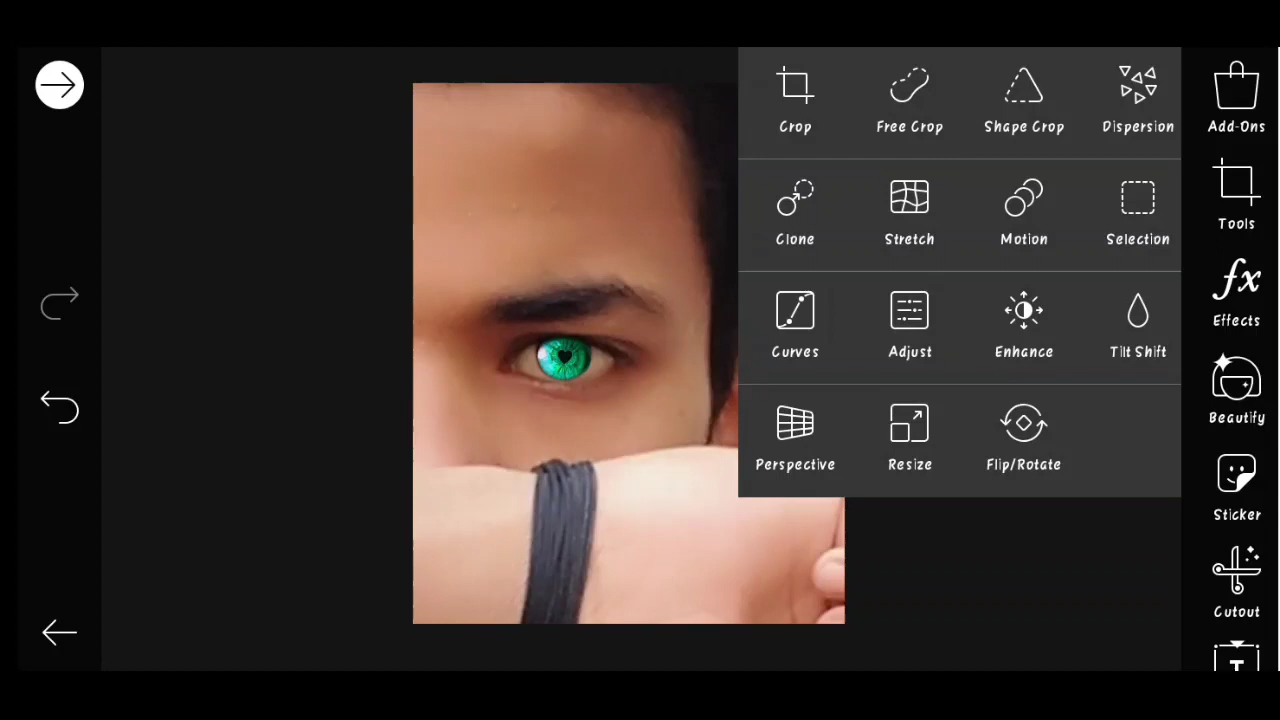 Crop Free Crop Shape Crop Dispersion
Clone Stretch Motion Selection
Curves Adjust Enhance Tilt Shift
Perspective Resize Flip/Rotate
Add-Ons
Tools
fx
Effects
Beautify
Sticker
Cutout
T